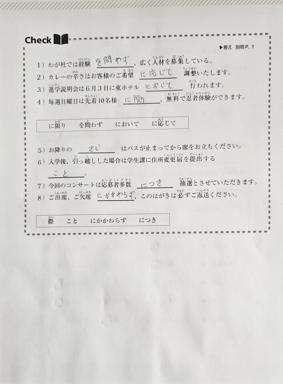 Check
▶答え 別冊P. 1
1）わが社では経験 を問わず 、広く人材を募集している。
2）カレーの辛さはお客様のご希望 に応じて 調整いたします。
3）進学説明会は6月3日に東ホテル において 行われます。
4）毎週日曜日は先着10名様 に限り 、無料で忍者体験ができます。
に限り を問わず において に応じて
5）お降りの さい はバスが止まってから席をお立ちください。
6）入学後、引っ越しした場合は学生課に住所変更届を提出する
こと 。
7）今回のコンサートは応募者多数 につき 抽選とさせていただきます。
8）ご出席、ご欠席 にかかわらず 、このはがきは必ずご返送ください。
際 こと にかかわらず につき